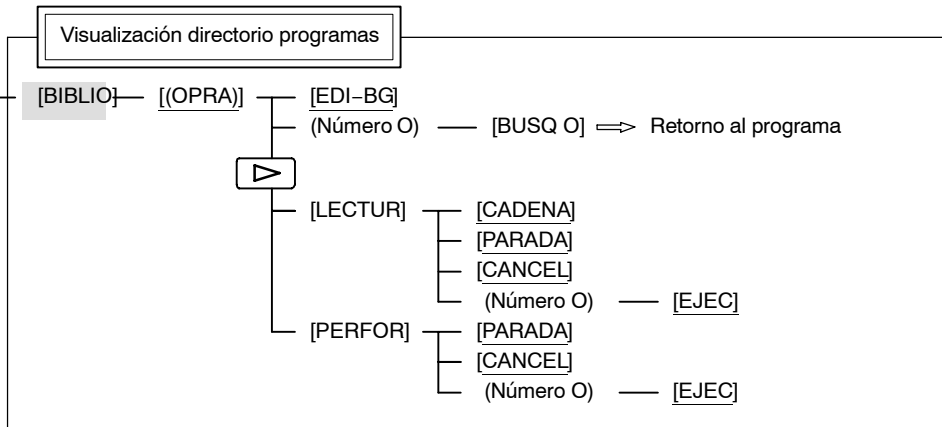 Visualización directorio programas
[BIBLIO] [(OPRA)] [EDI–BG]
(Número O) [BUSQ O] Retorno al programa
[LECTUR] [CADENA]
[PARADA]
[CANCEL]
(Número O) [EJEC]
[PERFOR] [PARADA]
[CANCEL]
(Número O) [EJEC]